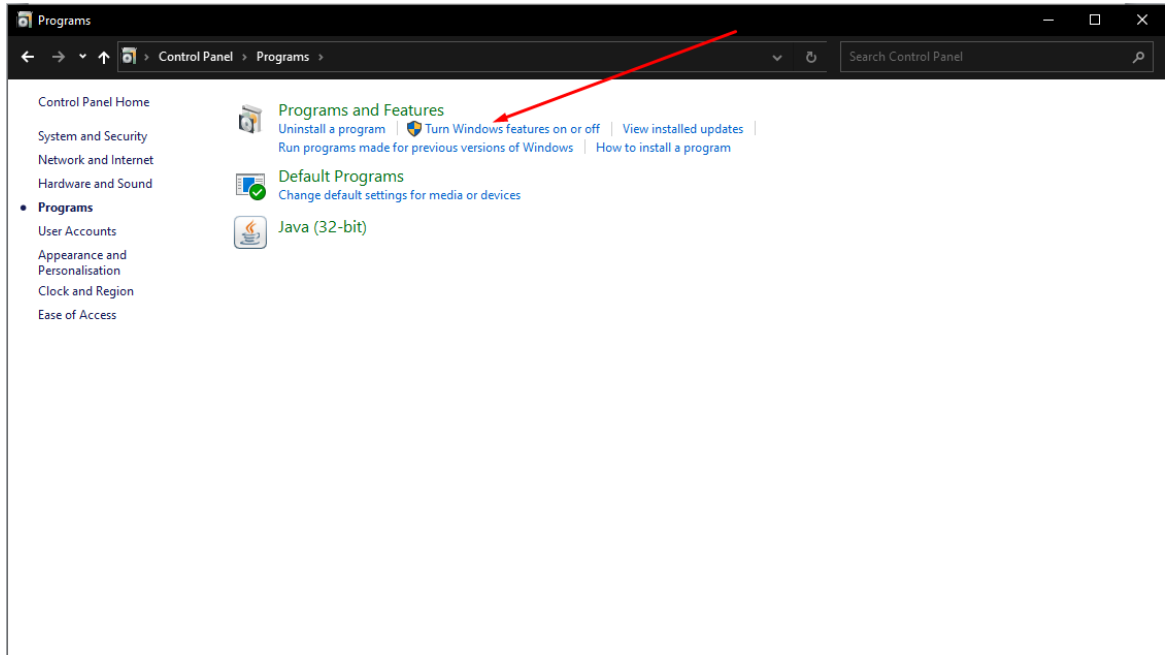 Programs
Control Panel › Programs ›
Search Control Panel
Control Panel Home
System and Security
Network and Internet
Hardware and Sound
Programs
User Accounts
Appearance and
Personalisation
Clock and Region
Ease of Access
Programs and Features
Uninstall a program
Turn Windows features on or off
View installed updates
Run programs made for previous versions of Windows
How to install a program
Default Programs
Change default settings for media or devices
Java (32-bit)